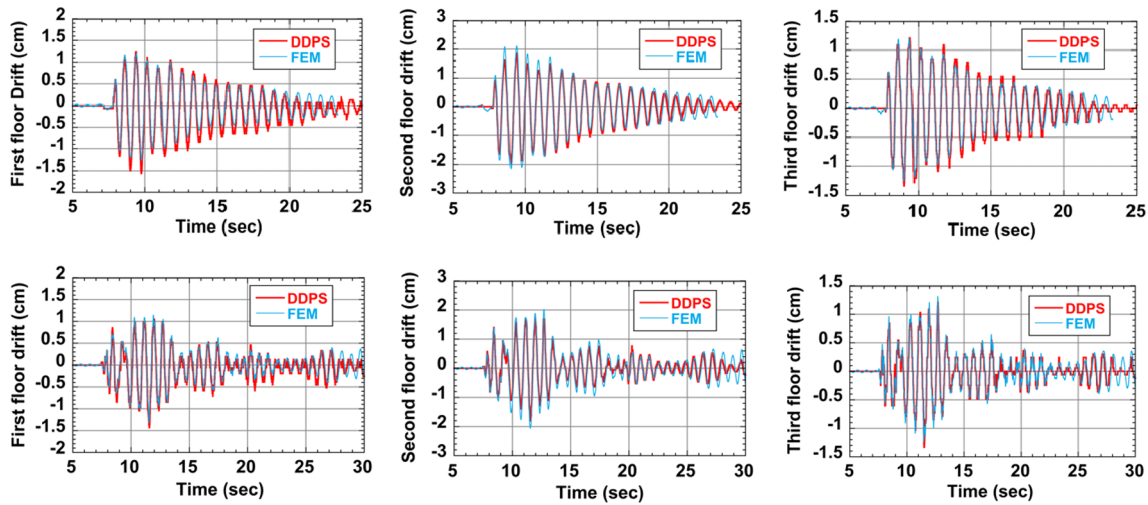 First floor Drift (cm)
2
1.5
1
0.5
0
-0.5
-1
-1.5
-2
DDPS
FEM
5 10 15 20 25
Time (sec)
Second floor drift (cm)
3
2
1
0
-1
-2
-3
DDPS
FEM
5 10 15 20 25
Time (sec)
Third floor drift (cm)
1.5
1
0.5
0
-0.5
-1
-1.5
DDPS
FEM
5 10 15 20 25
Time (sec)
First floor drift (cm)
2
1.5
1
0.5
0
-0.5
-1
-1.5
-2
DDPS
FEM
5 10 15 20 25 30
Time (sec)
Second floor drift (cm)
3
2
1
0
-1
-2
-3
DDPS
FEM
5 10 15 20 25 30
Time (sec)
Third floor drift (cm)
1.5
1
0.5
0
-0.5
-1
-1.5
DDPS
FEM
5 10 15 20 25 30
Time (sec)